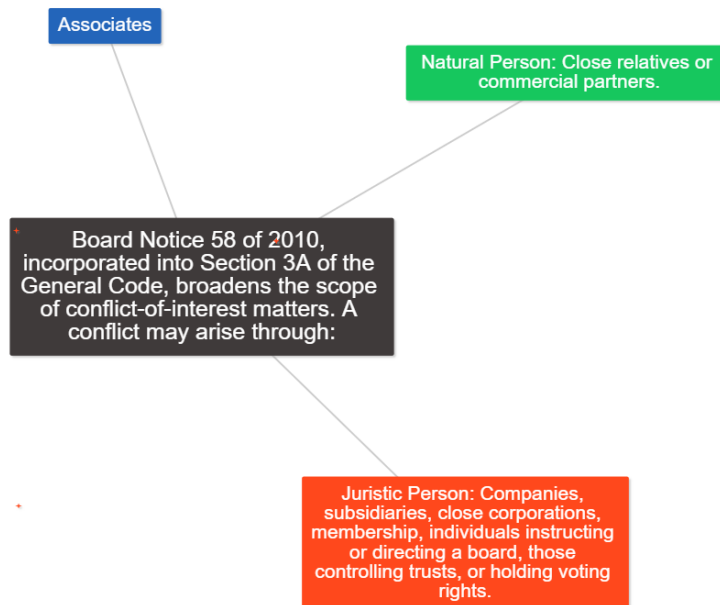 Associates
Natural Person: Close relatives or
commercial partners.
Board Notice 58 of 2010,
incorporated into Section 3A of the
General Code, broadens the scope
of conflict-of-interest matters. A
conflict may arise through:
Juristic Person: Companies,
subsidiaries, close corporations,
membership, individuals instructing
or directing a board, those
controlling trusts, or holding voting
rights.